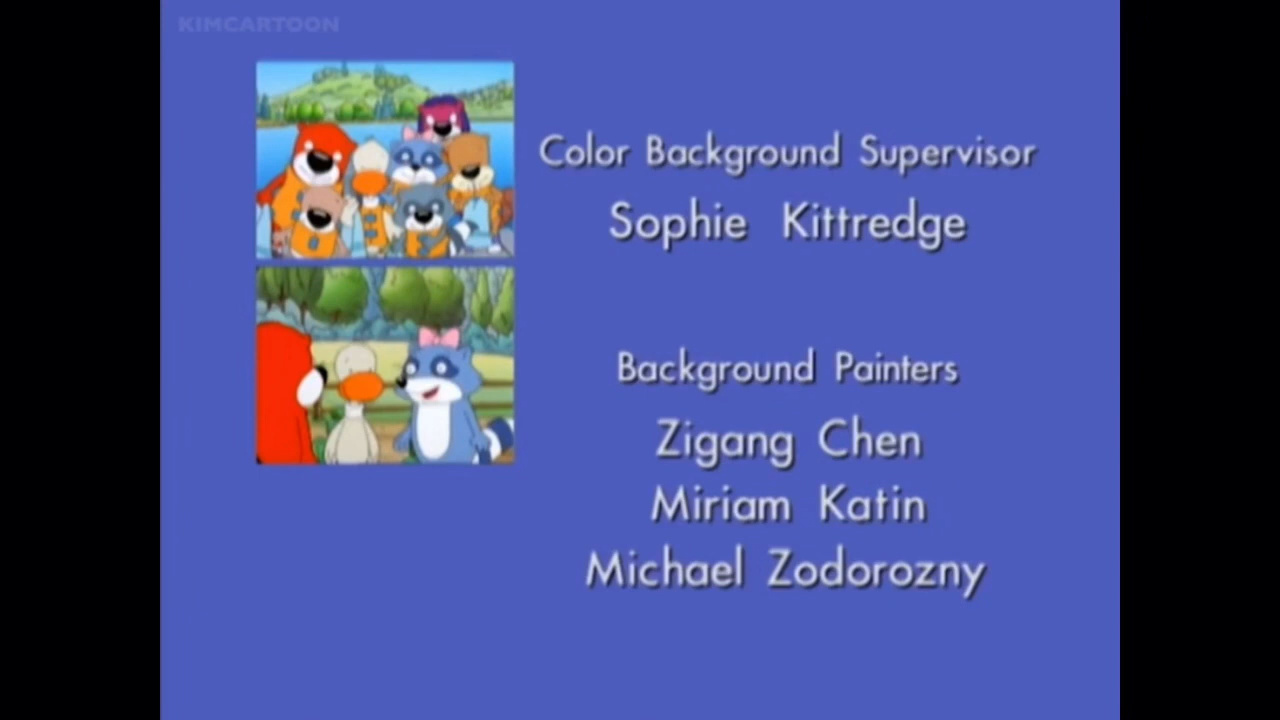 KIMCARTOON
Color Background Supervisor
Sophie Kittredge
Background Painters
Zigang Chen
Miriam Katin
Michael Zodorozny